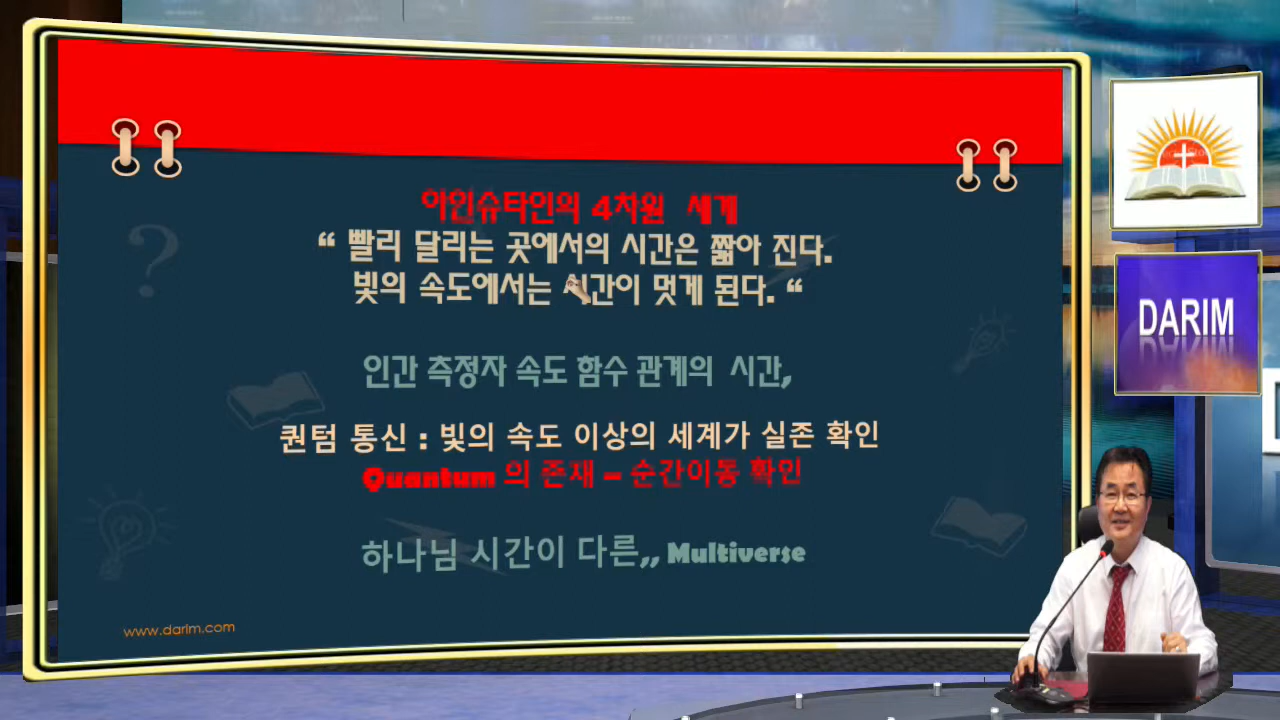 아인슈타인의 4차원 세계
“ 빨리 달리는 곳에서의 시간은 짧아 진다.
빛의 속도에서는 시간이 멋게 된다. “
인간 측정자 속도 함수 관계의 시간,
퀀텀 통신 : 빛의 속도 이상의 세계가 실존 확인
Quantum 의 존재 – 순간이동 확인
하나님 시간이 다른,, Multiverse
www.darim.com
DARIM